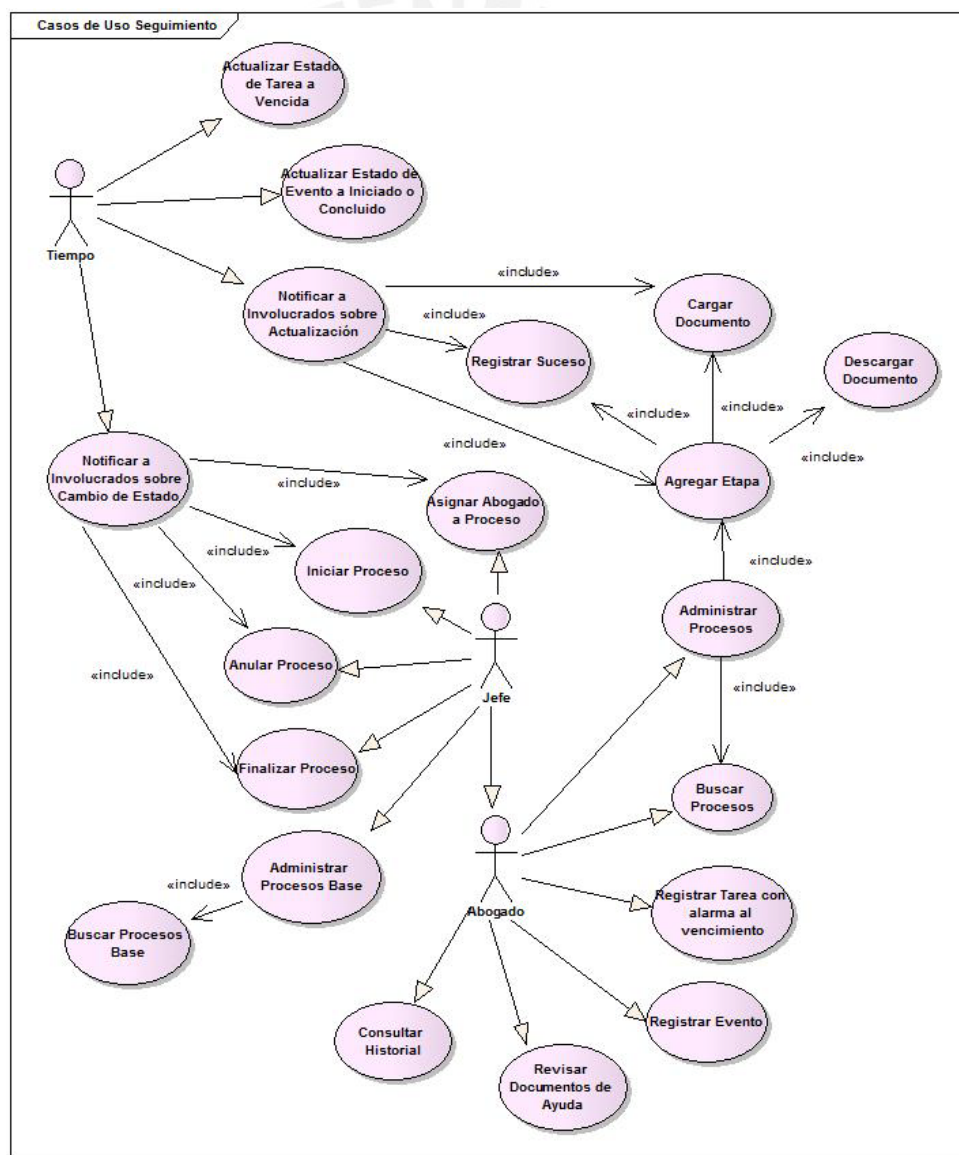 Casos de Uso Seguimiento
Actualizar Estado
de Tarea a
Vencida
Actualizar Estado de
Evento a Iniciado o
Concluido
Tiempo
Notificar a
Involucrados sobre
Actualización
«include»
«include»
Cargar
Documento
Registrar Suceso
Descargar
Documento
«include»
«include»
«include»
Agregar Etapa
Notificar a
Involucrados sobre
Cambio de Estado
«include»
«include»
Asignar Abogado
a Proceso
«include»
Iniciar Proceso
«include»
«include»
Administrar
Procesos
Anular Proceso
«include»
«include»
Jefe
Finalizar Proceso
Buscar
Procesos
Administrar
Procesos Base
«include»
Buscar Procesos
Base
Abogado
Registrar Tarea con
alarma al
vencimiento
Registrar Evento
Consultar
Historial
Revisar
Documentos de
Ayuda